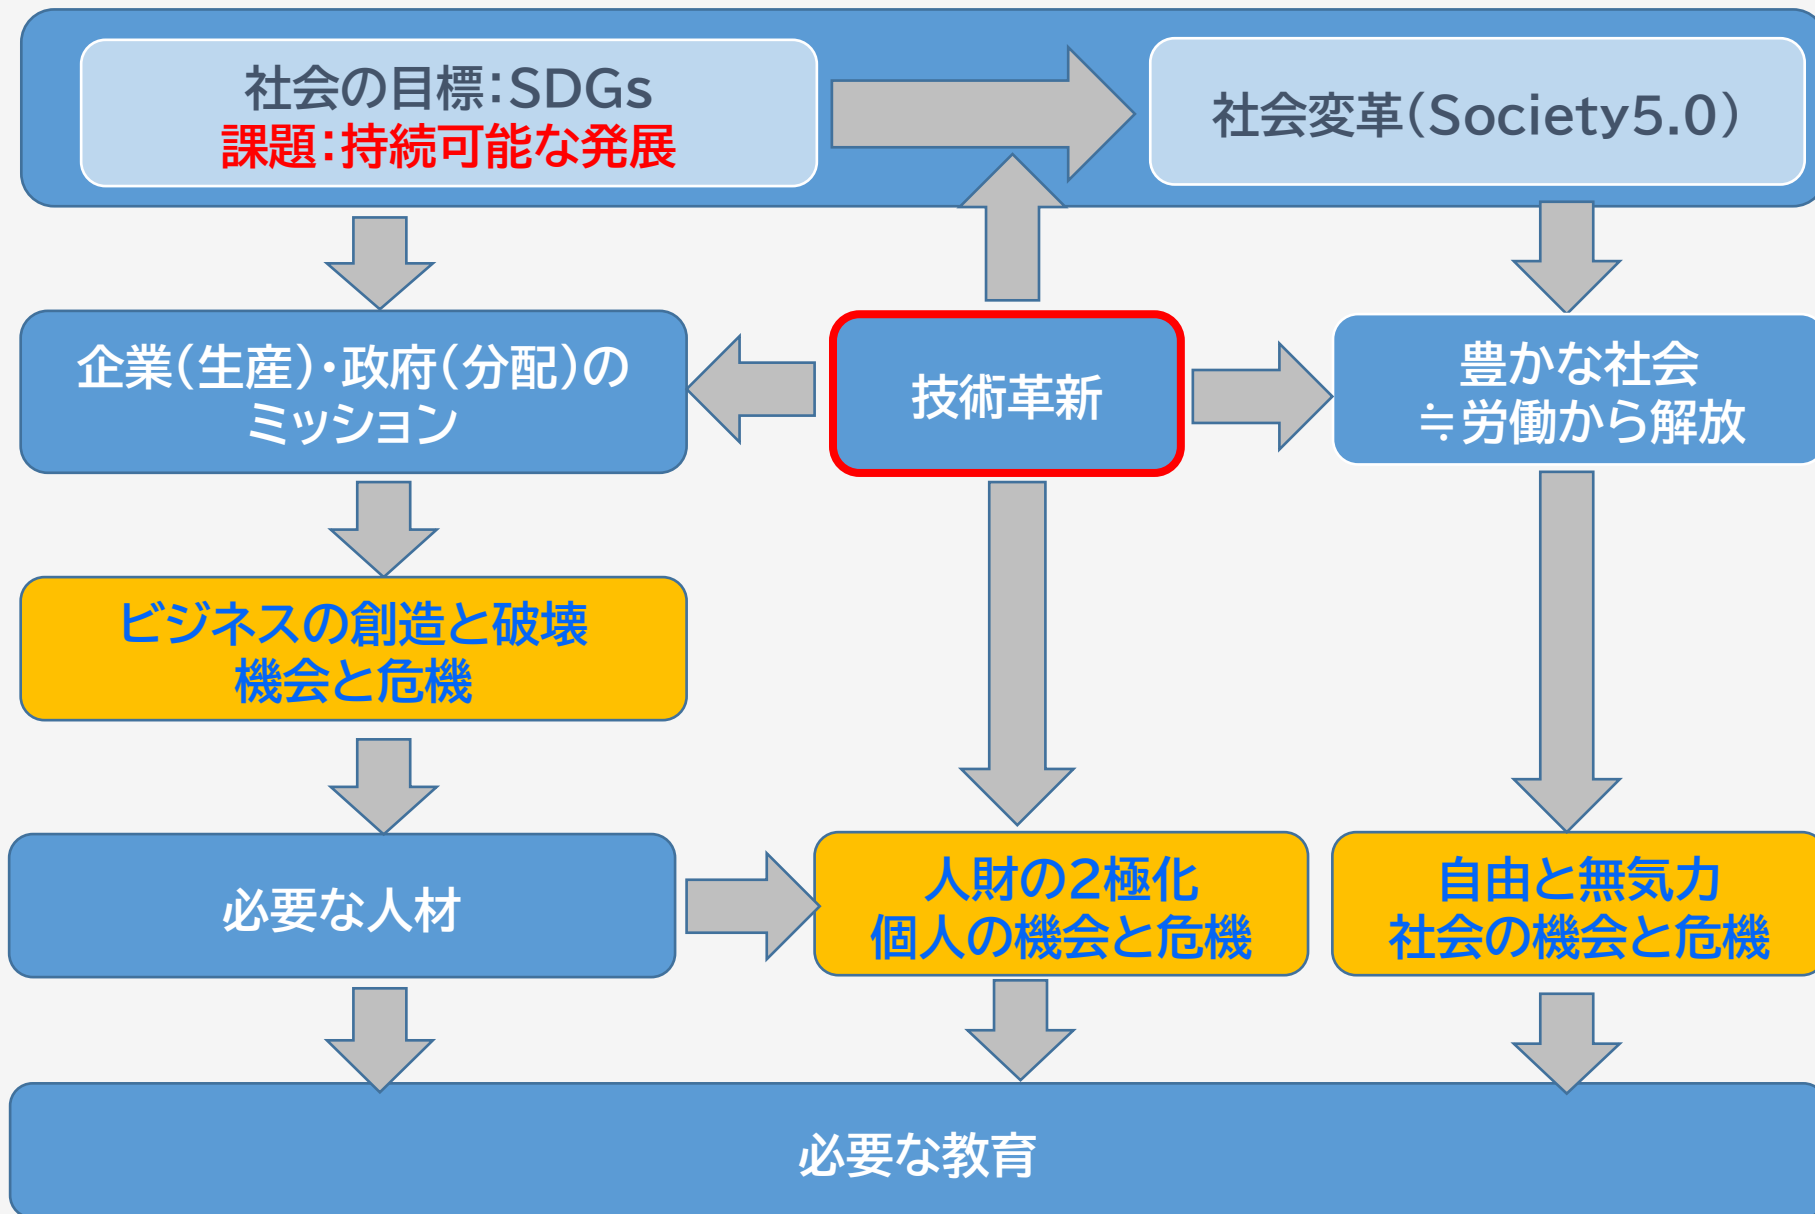 社会の目標：SDGs
課題：持続可能な発展
社会変革（Society5.0）
企業（生産）・政府（分配）の
ミッション
技術革新
豊かな社会
≒労働から解放
ビジネスの創造と破壊
機会と危機
必要な人材
人財の2極化
個人の機会と危機
自由と無気力
社会の機会と危機
必要な教育